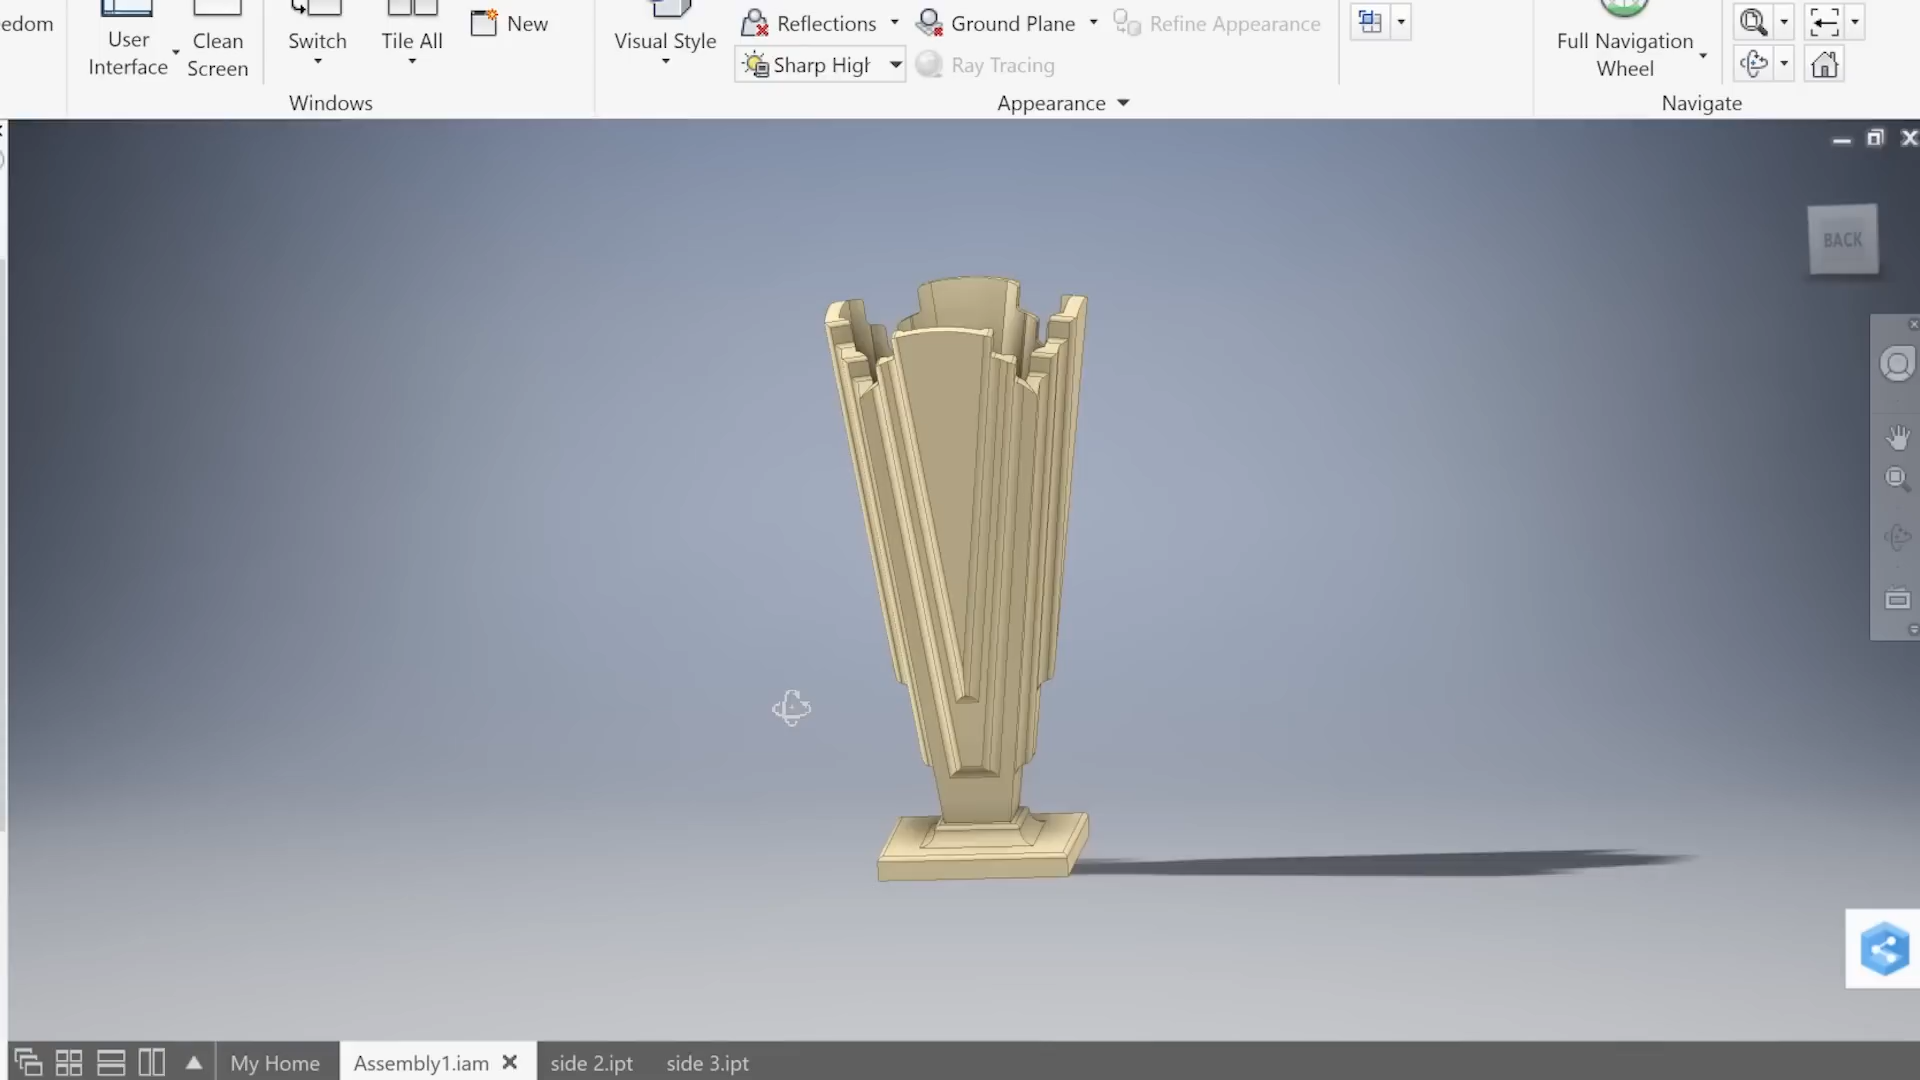 edom
User
Interface
Clean
Screen
Switch
Tile All
New
Windows
Visual Style
Reflections
Ground Plane
Refine Appearance
Sharp High
Ray Tracing
Appearance
Full Navigation
Wheel
Navigate
BACK
My Home
Assembly1.iam
side 2.ipt
side 3.ipt